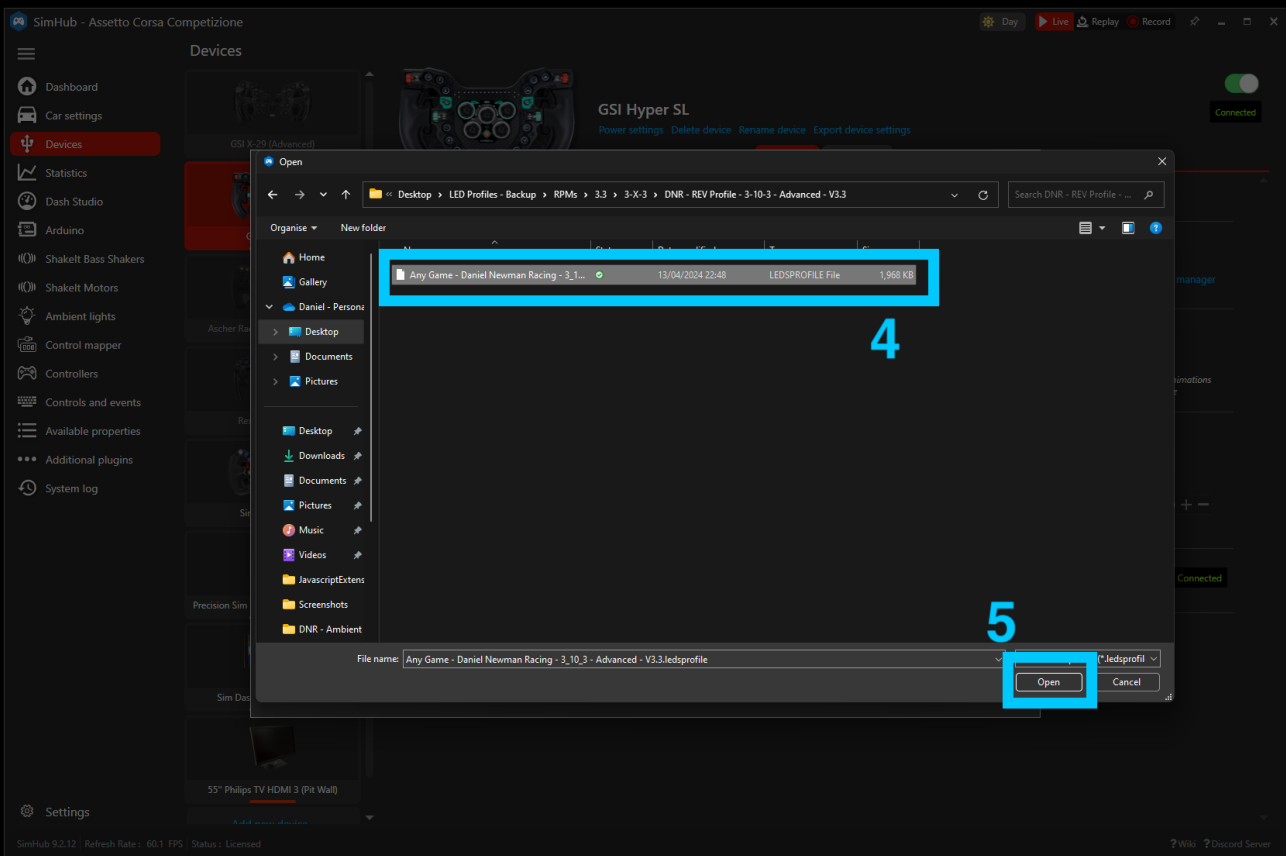 SimHub - Assetto Corsa Competizione
Day
Live
Replay
Record
Devices
Dashboard
Car settings
Devices
Statistics
Dash Studio
Arduino
ShakeIt Bass Shakers
ShakeIt Motors
Ambient lights
Control mapper
Controllers
Controls and events
Available properties
Additional plugins
System log
Settings
GSI X-29 (Advanced)
GSI Hyper SL
Power settings Delete device Rename device Export device settings
Connected
Open
« Desktop › LED Profiles - Backup › RPMs › 3.3 › 3-X-3 › DNR - REV Profile - 3-10-3 - Advanced - V3.3
Search DNR - REV Profile - ...
Organise
New folder
Home
Gallery
Daniel - Persona
Desktop
Documents
Pictures
Desktop
Downloads
Documents
Pictures
Music
Videos
JavascriptExtens
Screenshots
DNR - Ambient
Any Game - Daniel Newman Racing - 3_1... 13/04/2024 22:48 LEDSPROFILE File 1,968 KB
4
5
File name: Any Game - Daniel Newman Racing - 3_10_3 - Advanced - V3.3.ledsprofile
(*.ledsprofil
Open
Cancel
manager
Connected
Ascher Ra
Precision Sim
Sim Das
55" Philips TV HDMI 3 (Pit Wall)
Add new device
SimHub 9.2.12 Refresh Rate : 60.1 FPS Status : Licensed
?Wiki ?Discord Server